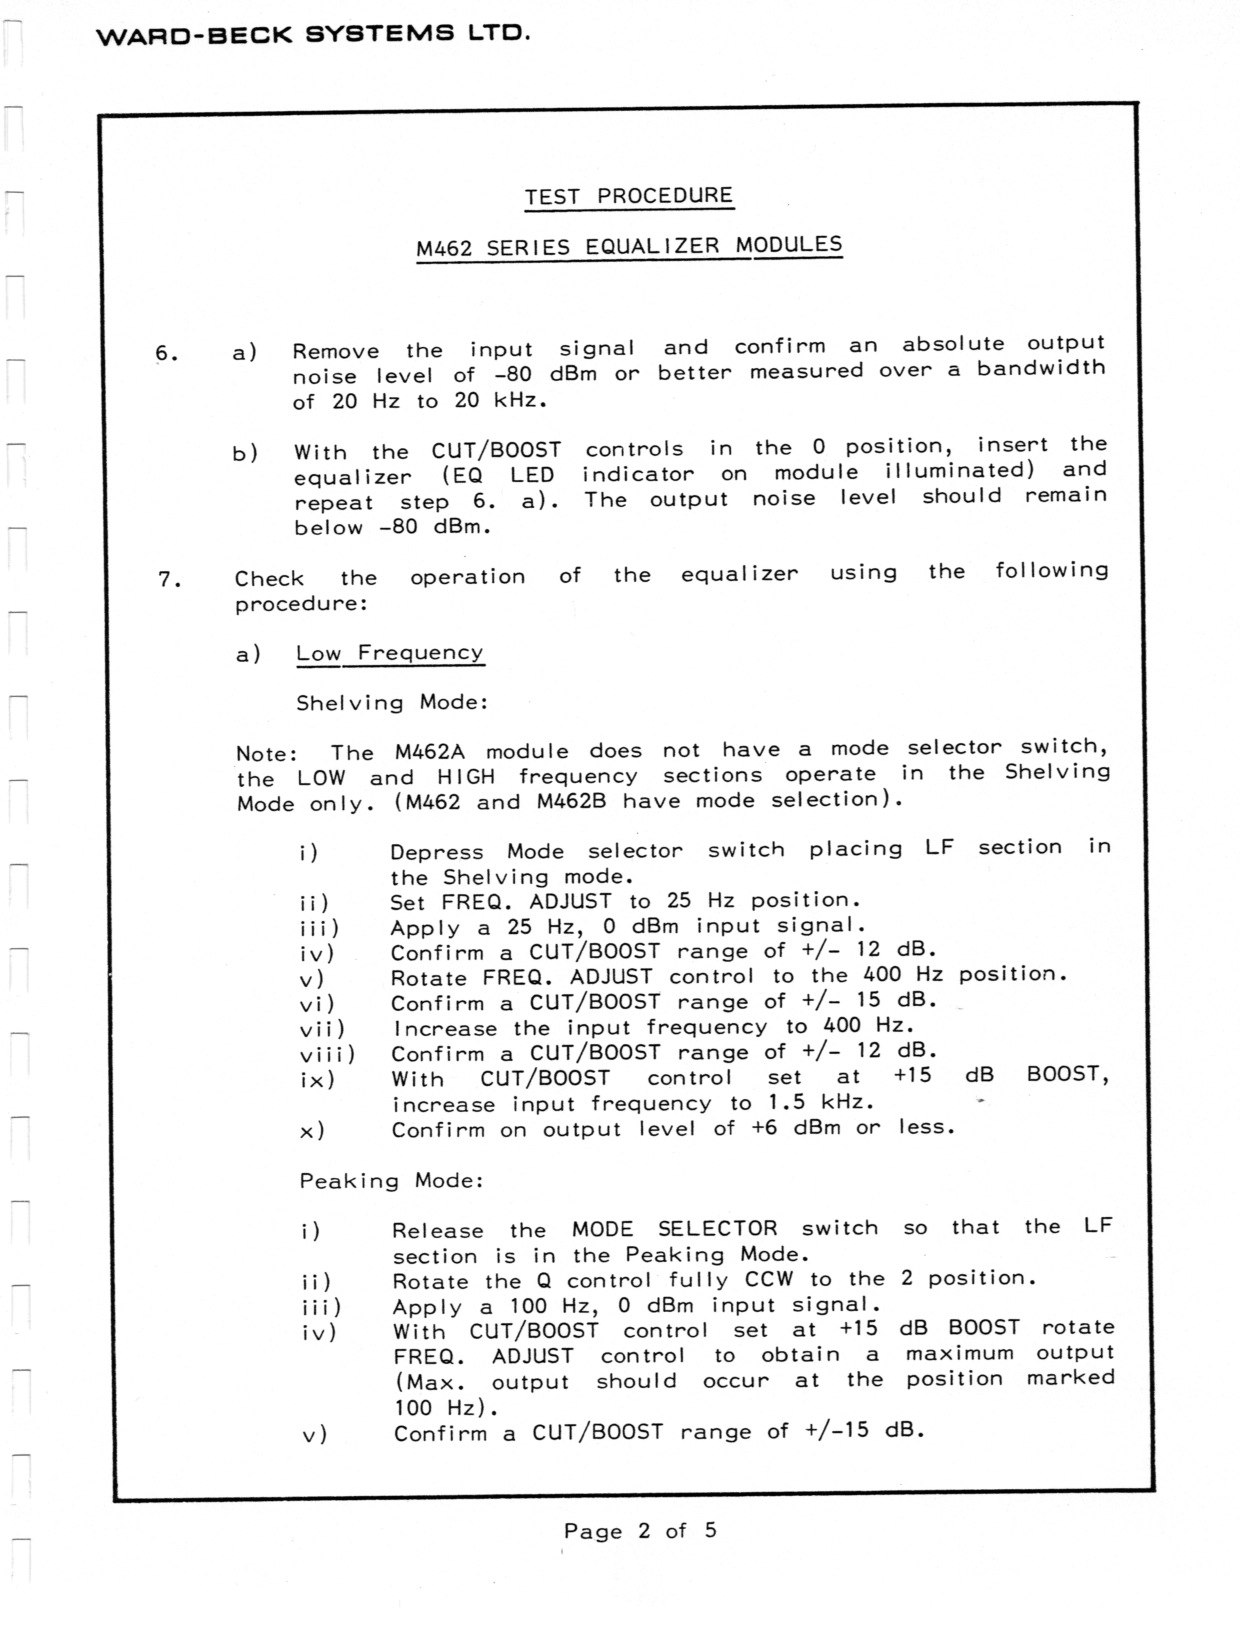 WARD-BECK SYSTEMS LTD.
TEST PROCEDURE
M462 SERIES EQUALIZER MODULES
6. a) Remove the input signal and confirm an absolute output
noise level of -80 dBm or better measured over a bandwidth
of 20 Hz to 20 kHz.
b) With the CUT/BOOST controls in the 0 position, insert the
equalizer (EQ LED indicator on module illuminated) and
repeat step 6. a). The output noise level should remain
below -80 dBm.
7. Check the operation of the equalizer using the following
procedure:
a) Low Frequency
Shelving Mode:
Note: The M462A module does not have a mode selector switch,
the LOW and HIGH frequency sections operate in the Shelving
Mode only. (M462 and M462B have mode selection).
i) Depress Mode selector switch placing LF section in
the Shelving mode.
ii) Set FREQ. ADJUST to 25 Hz position.
iii) Apply a 25 Hz, 0 dBm input signal.
iv) Confirm a CUT/BOOST range of +/- 12 dB.
v) Rotate FREQ. ADJUST control to the 400 Hz position.
vi) Confirm a CUT/BOOST range of +/- 15 dB.
vii) Increase the input frequency to 400 Hz.
viii) Confirm a CUT/BOOST range of +/- 12 dB.
ix) With CUT/BOOST control set at +15 dB BOOST,
increase input frequency to 1.5 kHz.
x) Confirm on output level of +6 dBm or less.
Peaking Mode:
i) Release the MODE SELECTOR switch so that the LF
section is in the Peaking Mode.
ii) Rotate the Q control fully CCW to the 2 position.
iii) Apply a 100 Hz, 0 dBm input signal.
iv) With CUT/BOOST control set at +15 dB BOOST rotate
FREQ. ADJUST control to obtain a maximum output
(Max. output should occur at the position marked
100 Hz).
v) Confirm a CUT/BOOST range of +/-15 dB.
Page 2 of 5